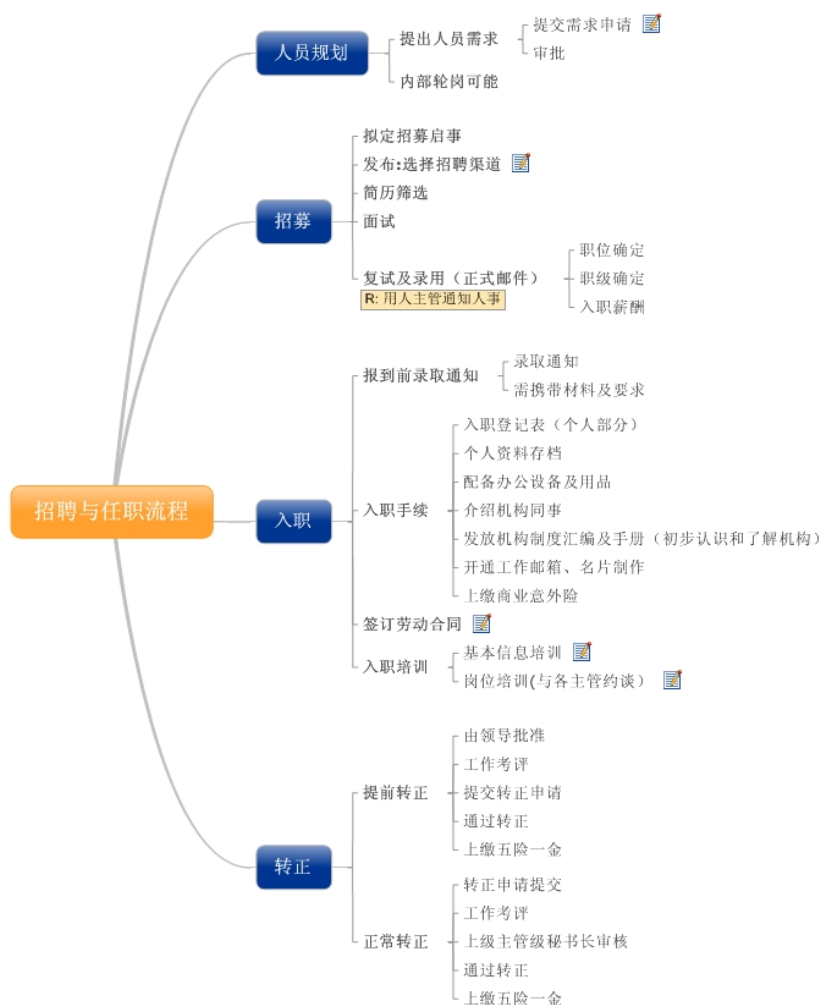 人员规划
提出人员需求
提交需求申请
审批
内部轮岗可能
招募
拟定招募启事
发布:选择招聘渠道
简历筛选
面试
复试及录用（正式邮件）
R: 用人主管通知人事
职位确定
职级确定
入职薪酬
招聘与任职流程
入职
报到前录取通知
录取通知
需携带材料及要求
入职手续
入职登记表（个人部分）
个人资料存档
配备办公设备及用品
介绍机构同事
发放机构制度汇编及手册（初步认识和了解机构）
开通工作邮箱、名片制作
上缴商业意外险
签订劳动合同
入职培训
基本信息培训
岗位培训(与各主管约谈）
转正
提前转正
由领导批准
工作考评
提交转正申请
通过转正
上缴五险一金
正常转正
转正申请提交
工作考评
上级主管级秘书长审核
通过转正
上缴五险一金